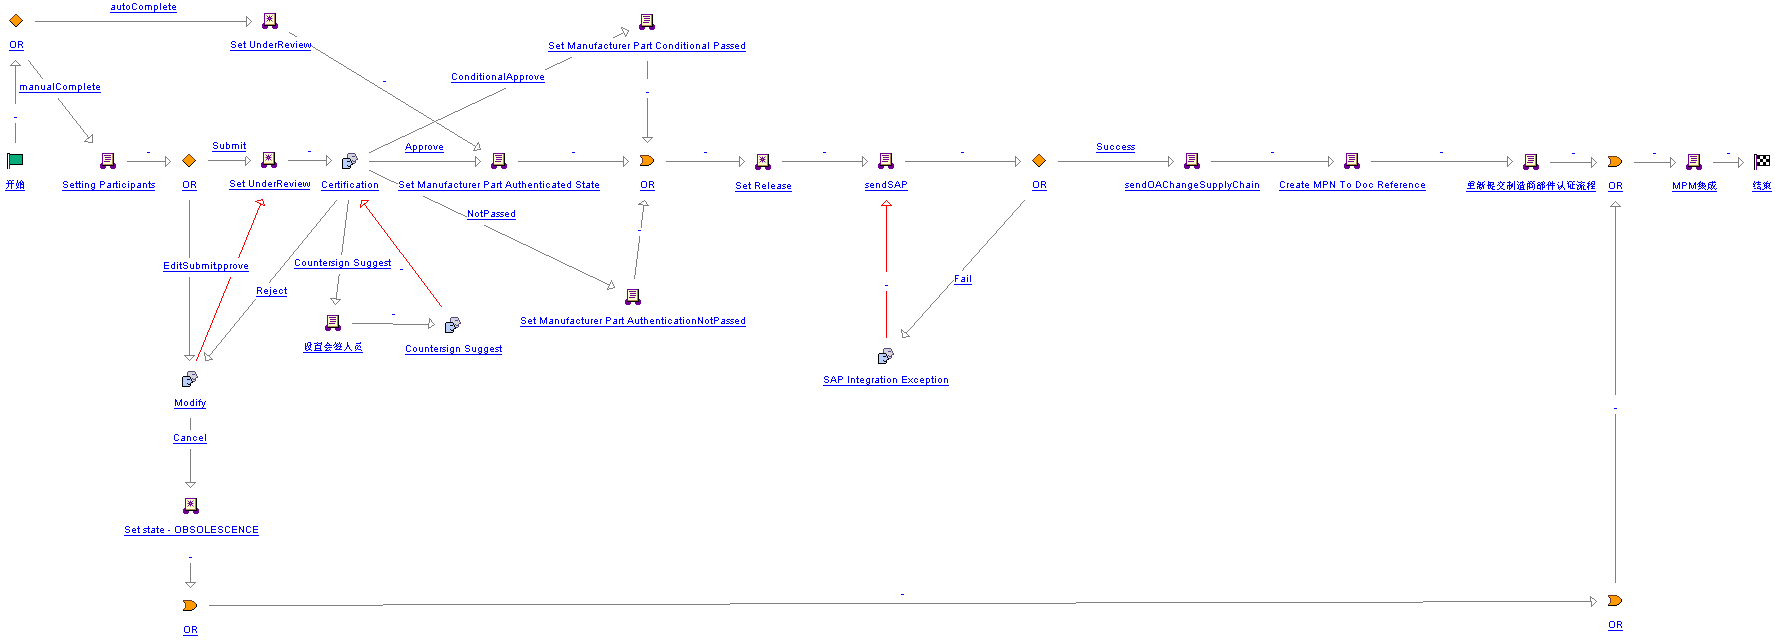 autoComplete
OR
Set UnderReview
Set Manufacturer Part Conditional Passed
ConditionalApprove
manualComplete
-
-
-
-
Submit
-
Approve
-
-
-
-
Success
-
-
-
-
-
开始
Setting Participants
OR
Set UnderReview
Certification
Set Manufacturer Part Authenticated State
OR
Set Release
sendSAP
OR
sendOAChangeSupplyChain
Create MPN To Doc Reference
重新提交制造商部件认证流程
OR
MPM集成
结束
NotPassed
-
EditSubmit
pprove
Countersign Suggest
-
Reject
-
Fail
Set Manufacturer Part AuthenticationNotPassed
-
设置会签人员
Countersign Suggest
SAP Integration Exception
Modify
-
Cancel
Set state - OBSOLESCENCE
-
-
OR
OR